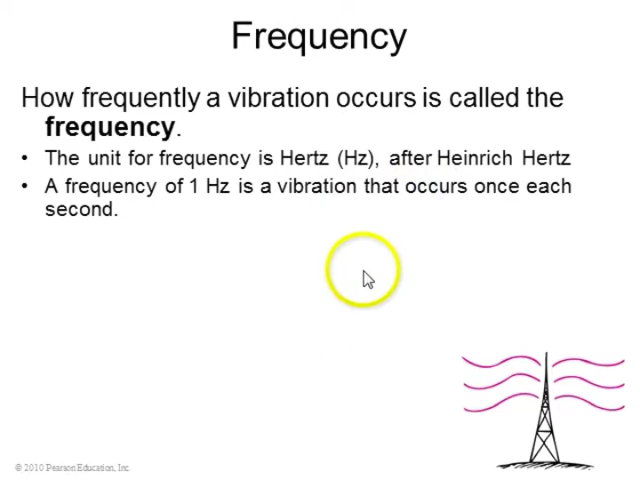 Frequency
How frequently a vibration occurs is called the
frequency.
• The unit for frequency is Hertz (Hz), after Heinrich Hertz
• A frequency of 1 Hz is a vibration that occurs once each
second.
© 2010 Pearson Education, Inc.